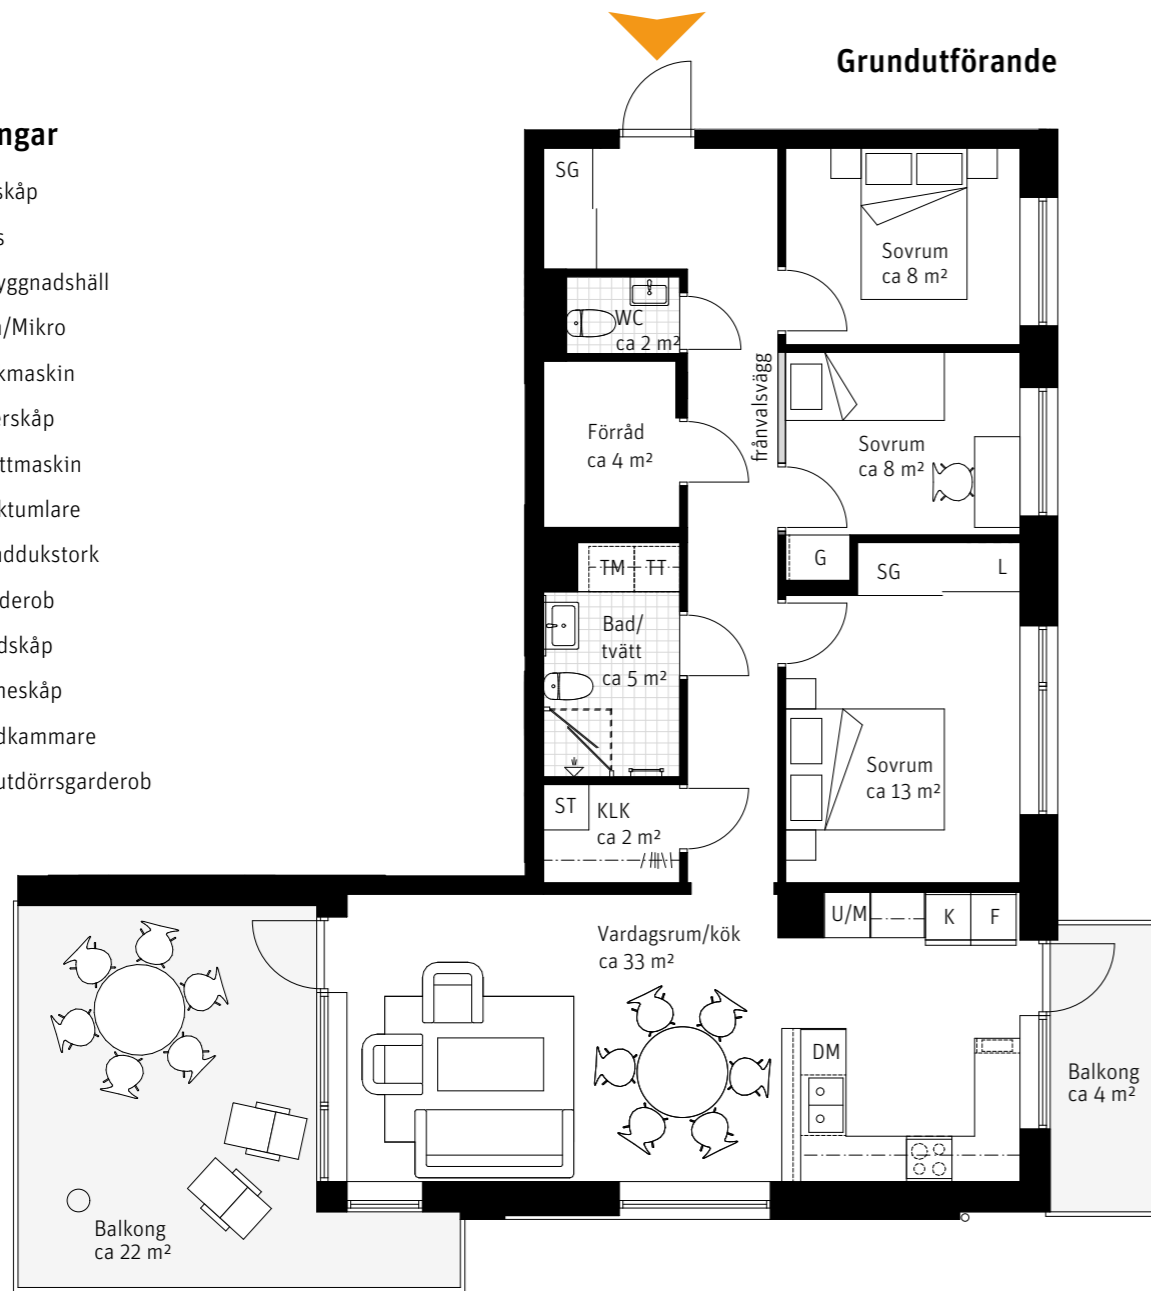 Grundutförande
ngar
skåp
s
yggnadshäll
n/Mikro
kmaskin
erskåp
ttmaskin
ktumlare
nddukstork
derob
dskåp
neskåp
dkammare
utdörrsgarderob
SG
Sovrum
ca 8 m²
WC
ca 2 m²
frånvalsvägg
Förråd
ca 4 m²
Sovrum
ca 8 m²
TM
TT
G
SG
L
Bad/
tvätt
ca 5 m²
Sovrum
ca 13 m²
ST
KLK
ca 2 m²
U/M
K
F
Vardagsrum/kök
ca 33 m²
DM
Balkong
ca 4 m²
Balkong
ca 22 m²